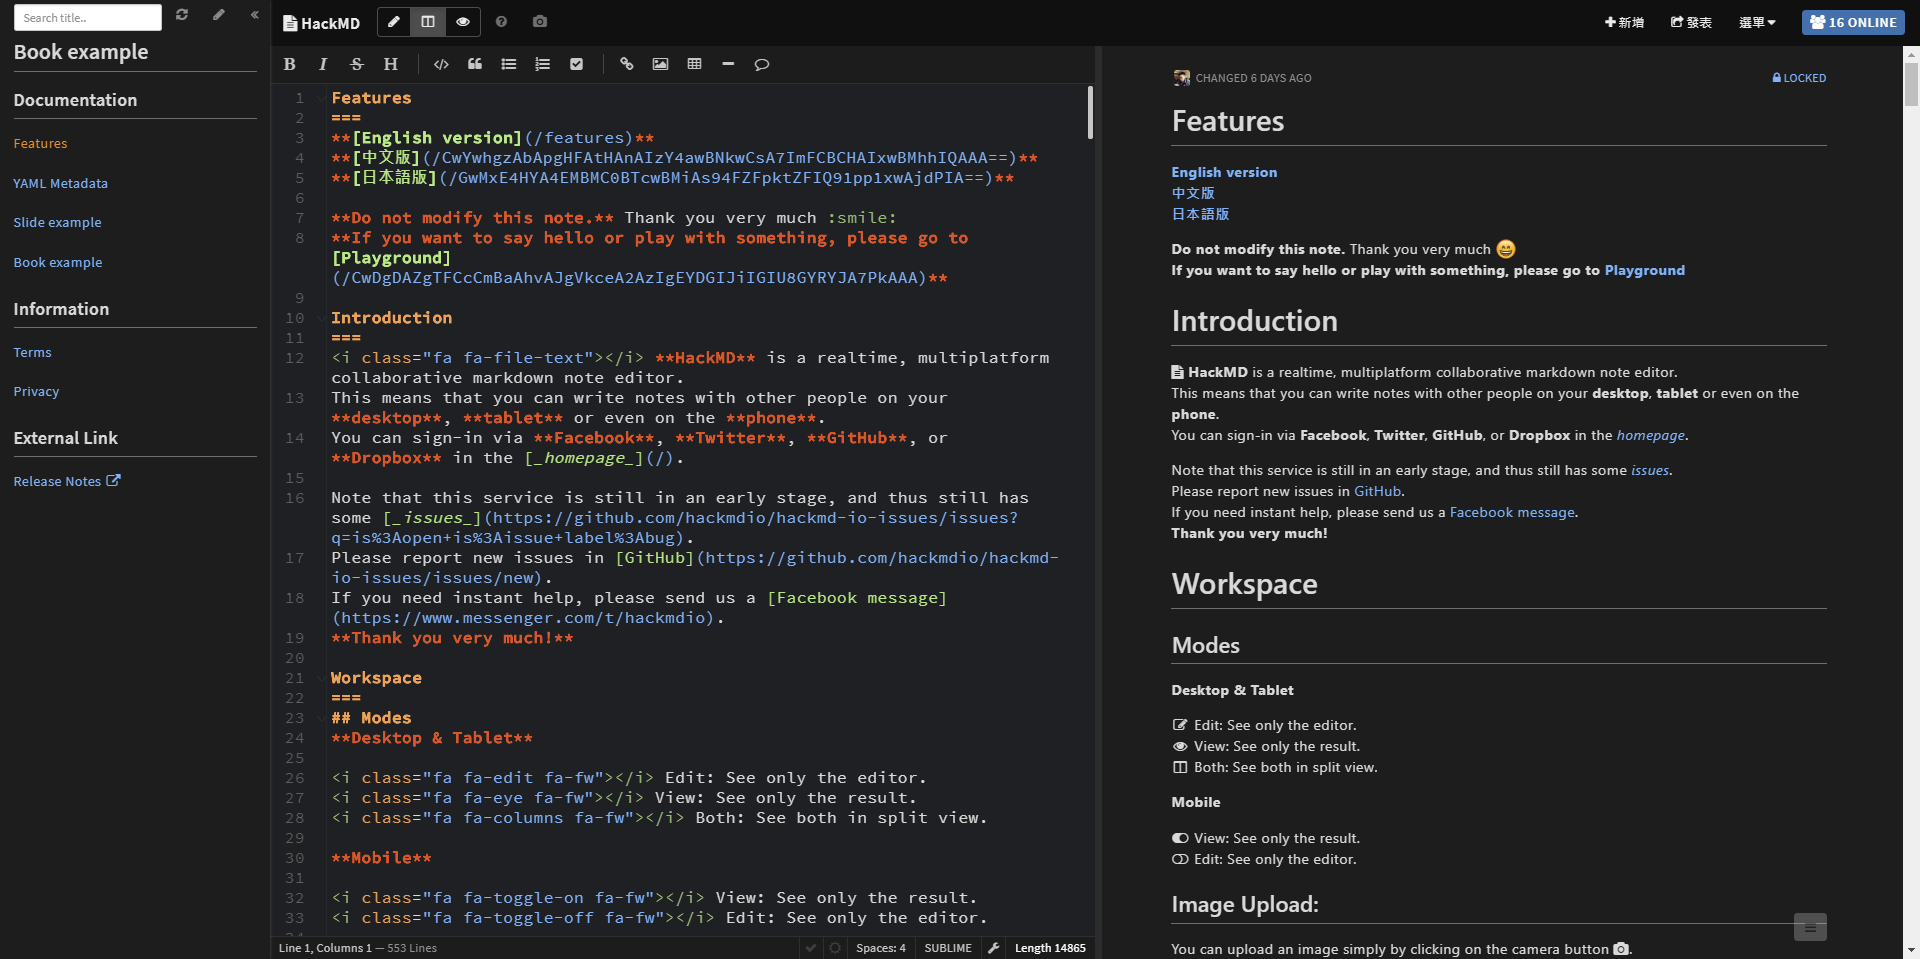 Search title..
Book example
Documentation
Features
YAML Metadata
Slide example
Book example
Information
Terms
Privacy
External Link
Release Notes
HackMD
新增
發表
選單
16 ONLINE
B I S H
1 Features
2 ===
3 **[English version](/features)**
4 **[中文版](/CwYwhgzAbApgHFAtHAnAIzY4awBNkwCsA7ImFCBCHAIxwBMhhIQAAA==)**
5 **[日本語版](/GwMxE4HYA4EMBMC0BTcwBMiAs94FZFpktZFIQ91pp1xwAjdPIA==)**
6
7 **Do not modify this note.** Thank you very much :smile:
8 **If you want to say hello or play with something, please go to
[Playground]
(/CwDgDAZgTFCcCmBaAhvAJgVkceA2AzIgEYDGIJiIGIU8GYRYJA7PkAAA)**
9
10 Introduction
11 ===
12 <i class="fa fa-file-text"></i> **HackMD** is a realtime, multiplatform
collaborative markdown note editor.
13 This means that you can write notes with other people on your
**desktop**, **tablet** or even on the **phone**.
14 You can sign-in via **Facebook**, **Twitter**, **GitHub**, or
**Dropbox** in the [_homepage_](/).
15
16 Note that this service is still in an early stage, and thus still has
some [_issues_](https://github.com/hackmdio/hackmd-io-issues/issues?
q=is%3Aopen+is%3Aissue+label%3Abug).
17 Please report new issues in [GitHub](https://github.com/hackmdio/hackmd-
io-issues/issues/new).
18 If you need instant help, please send us a [Facebook message]
(https://www.messenger.com/t/hackmdio).
19 **Thank you very much!**
20
21 Workspace
22 ===
23 ## Modes
24 **Desktop & Tablet**
25
26 <i class="fa fa-edit fa-fw"></i> Edit: See only the editor.
27 <i class="fa fa-eye fa-fw"></i> View: See only the result.
28 <i class="fa fa-columns fa-fw"></i> Both: See both in split view.
29
30 **Mobile**
31
32 <i class="fa fa-toggle-on fa-fw"></i> View: See only the result.
33 <i class="fa fa-toggle-off fa-fw"></i> Edit: See only the editor.
Line 1, Columns 1 — 553 Lines
Spaces: 4
SUBLIME
Length 14865
CHANGED 6 DAYS AGO
LOCKED
Features
English version
中文版
日本語版
Do not modify this note. Thank you very much 😄
If you want to say hello or play with something, please go to Playground
Introduction
HackMD is a realtime, multiplatform collaborative markdown note editor.
This means that you can write notes with other people on your desktop, tablet or even on the
phone.
You can sign-in via Facebook, Twitter, GitHub, or Dropbox in the homepage.
Note that this service is still in an early stage, and thus still has some issues.
Please report new issues in GitHub.
If you need instant help, please send us a Facebook message.
Thank you very much!
Workspace
Modes
Desktop & Tablet
Edit: See only the editor.
View: See only the result.
Both: See both in split view.
Mobile
View: See only the result.
Edit: See only the editor.
Image Upload:
You can upload an image simply by clicking on the camera button .